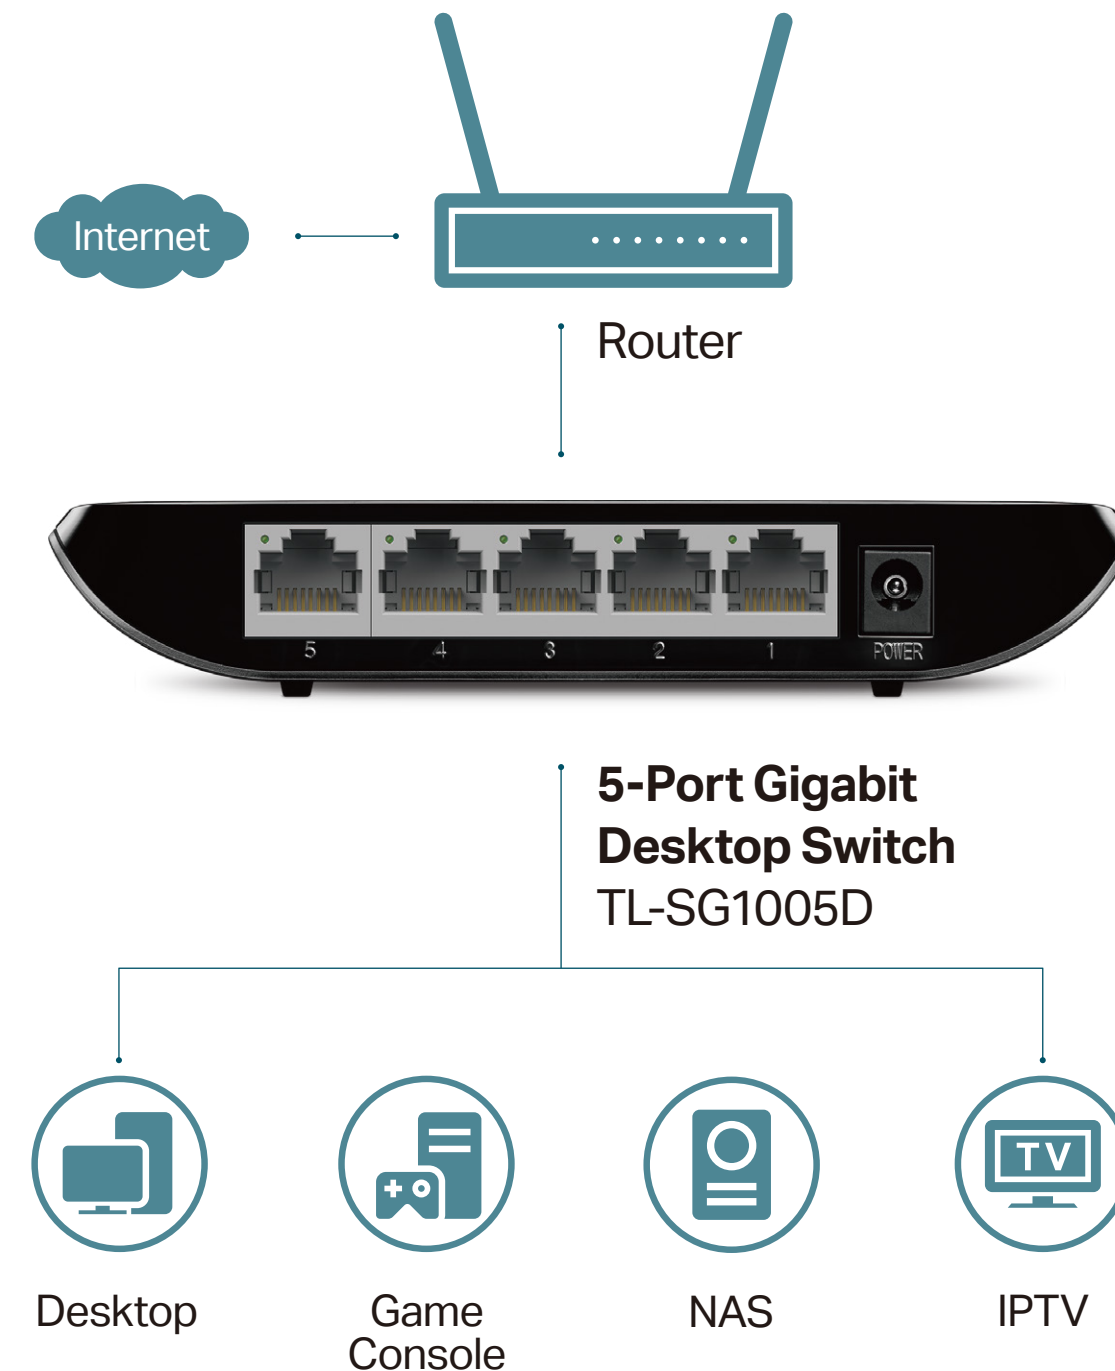 Internet
Router
5 4 3 2 1 POWER
5-Port Gigabit
Desktop Switch
TL-SG1005D
TV
Desktop
Game
Console
NAS
IPTV